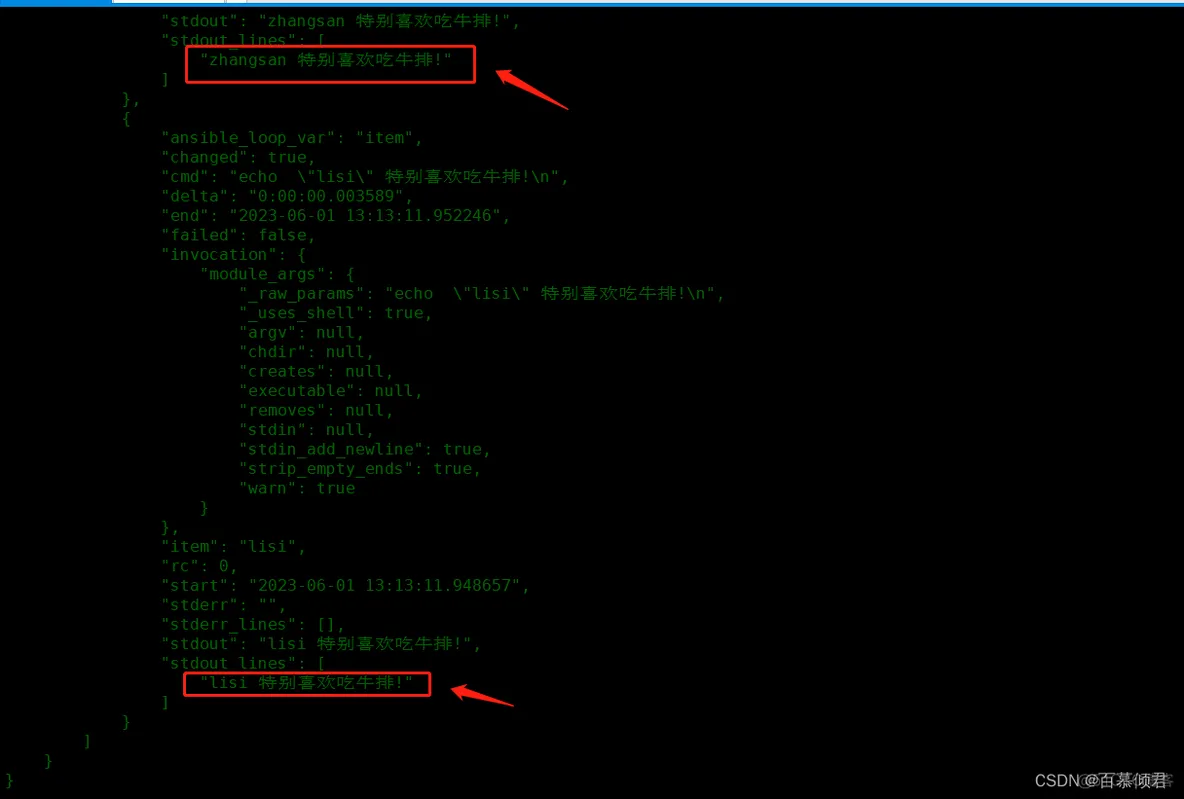 "stdout": "zhangsan 特别喜欢吃牛排!",
"stdout_lines": [
"zhangsan 特别喜欢吃牛排!"
]
},
{
"ansible_loop_var": "item",
"changed": true,
"cmd": "echo  \"lisi\" 特别喜欢吃牛排!\n",
"delta": "0:00:00.003589",
"end": "2023-06-01 13:13:11.952246",
"failed": false,
"invocation": {
"module_args": {
"_raw_params": "echo  \"lisi\" 特别喜欢吃牛排!\n",
"_uses_shell": true,
"argv": null,
"chdir": null,
"creates": null,
"executable": null,
"removes": null,
"stdin": null,
"stdin_add_newline": true,
"strip_empty_ends": true,
"warn": true
}
},
"item": "lisi",
"rc": 0,
"start": "2023-06-01 13:13:11.948657",
"stderr": "",
"stderr_lines": [],
"stdout": "lisi 特别喜欢吃牛排!",
"stdout_lines": [
"lisi 特别喜欢吃牛排!"
]
}
]
}
}
CSDN @百慕倾君